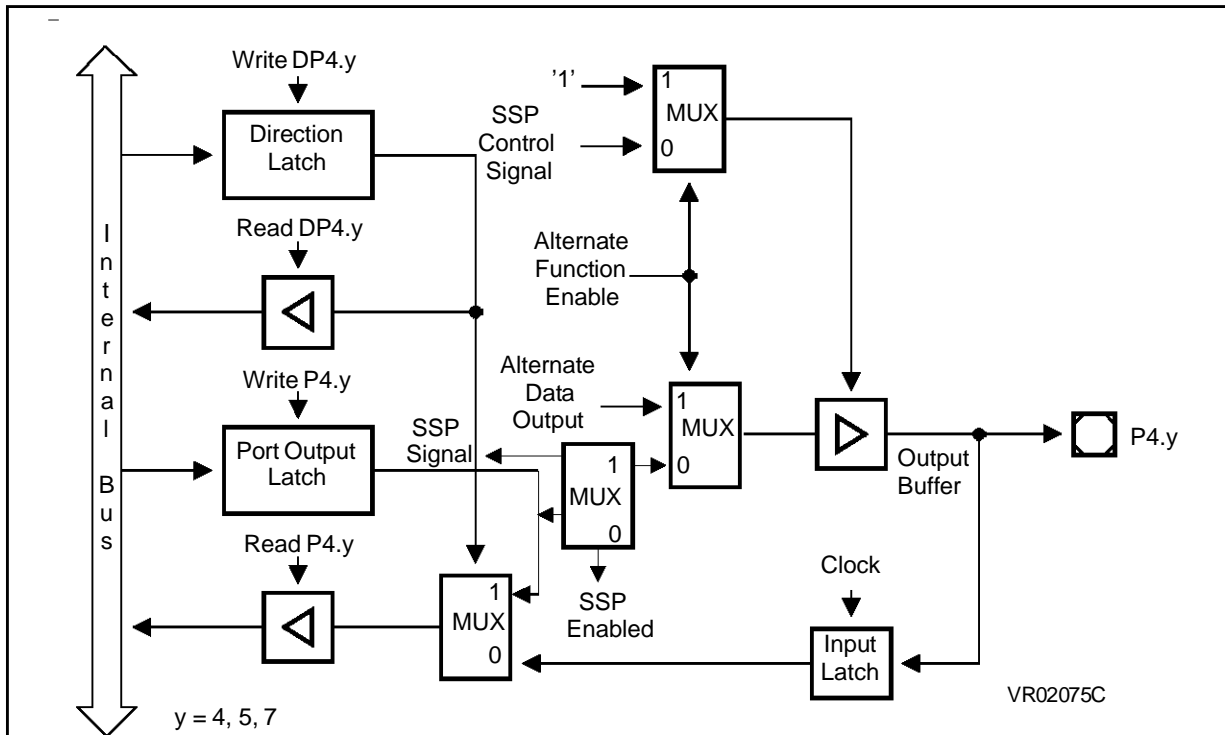 Write DP4.y
Direction
Latch
Read DP4.y
Write P4.y
Port Output
Latch
Read P4.y
Internal Bus
y = 4, 5, 7
'1'
SSP
Control
Signal
1
MUX
0
Alternate
Function
Enable
Alternate
Data
Output
1
MUX
0
SSP
Signal
1
MUX
0
SSP
Enabled
1
MUX
0
Output
Buffer
P4.y
Clock
Input
Latch
VR02075C